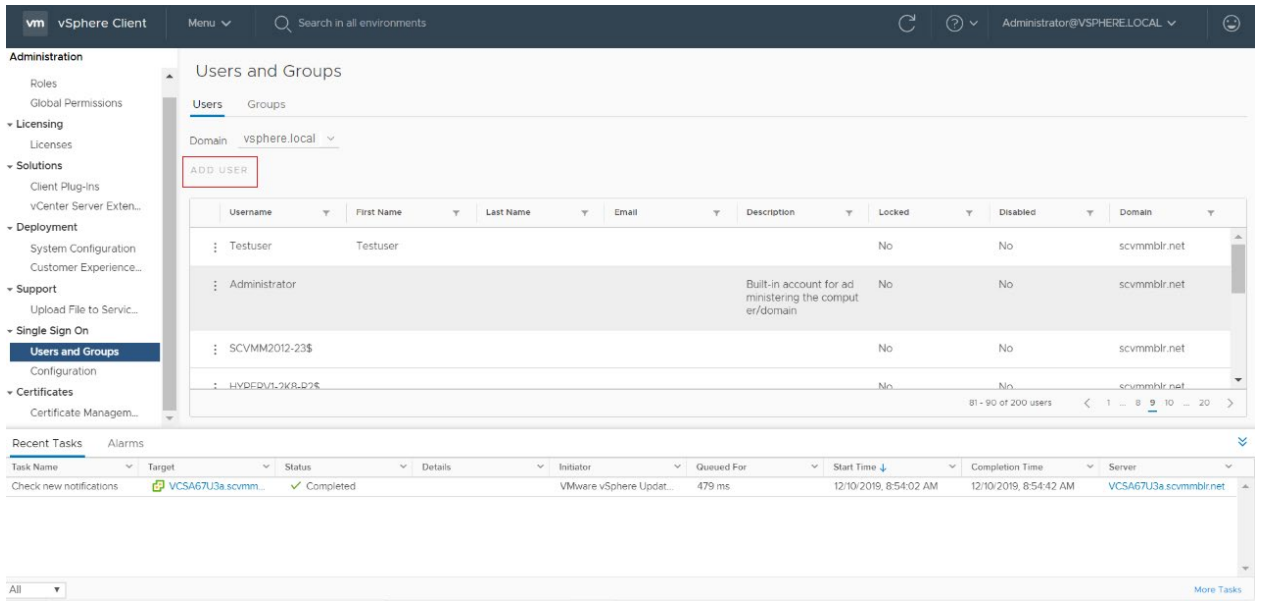 vm vSphere Client Menu Search in all environments Administrator@VSPHERE.LOCAL
Administration
Roles
Global Permissions
Licensing
Licenses
Solutions
Client Plug-Ins
vCenter Server Exten...
Deployment
System Configuration
Customer Experience...
Support
Upload File to Servic...
Single Sign On
Users and Groups
Configuration
Certificates
Certificate Managem...
Users and Groups
Users Groups
Domain vsphere.local
ADD USER
Username First Name Last Name Email Description Locked Disabled Domain
Testuser Testuser No No scvmmblr.net
Administrator Built-in account for ad No No scvmmblr.net
ministering the comput
er/domain
SCVMM2012-23$ No No scvmmblr.net
HYPERV1-2K8-R2$ No No scvmmblr.net
81 - 90 of 200 users 1 ... 8 9 10 ... 20
Recent Tasks Alarms
Task Name Target Status Details Initiator Queued For Start Time Completion Time Server
Check new notifications VCSA67U3a.scvmm... Completed VMware vSphere Updat... 479 ms 12/10/2019, 8:54:02 AM 12/10/2019, 8:54:42 AM VCSA67U3a.scvmmblr.net
All More Tasks